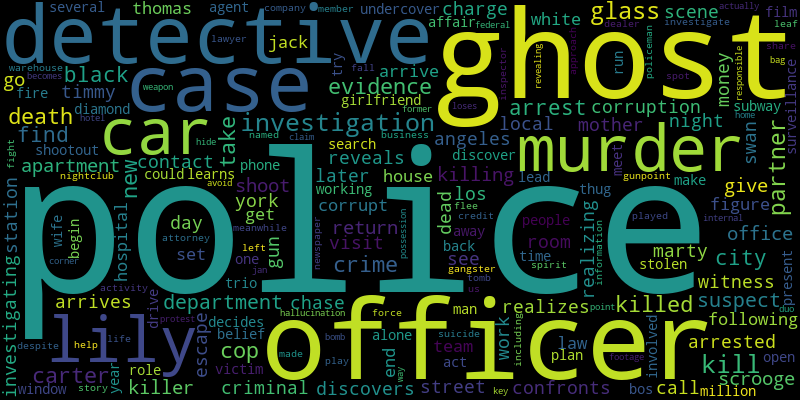 several thomas agent undercover charge glass scene film
detective ghost
lawyer jack affair federal white investigate actually leaf
warehouse member policeman dealer share
becomes case try fall company inspector approach run spot money responsible bag
go black weapon evidence arrive revealing
fire timmy hotel girlfriend former loses arrest corruption subway surveillance
death diamond car investigation claim business angeles local mother night home
find shootout hide take named search discover murder swan partner
apartment contact new reveals killing lead meet
nightclub could learns phone later house los thug gunpoint make give
fight avoid shoot working dead flee police people figure
station wife day york corrupt return away credit played
hospital attorney get gun newspaper visit back room realizing information office present
begin set meanwhile left crime possession see time marty internal
investigating corner one jan gangster tomb spirit stolen city
activity trio us witness
arrives drive department chase man realizes killed suspect duo
lily protest escape decides hallucination force officer including point following
despite help life cop belief bomb made alone suicide work law involved arrested
carter role year victim play end way team plan kill open
window story killer criminal discovers street act key confronts bos footage call million scrooge